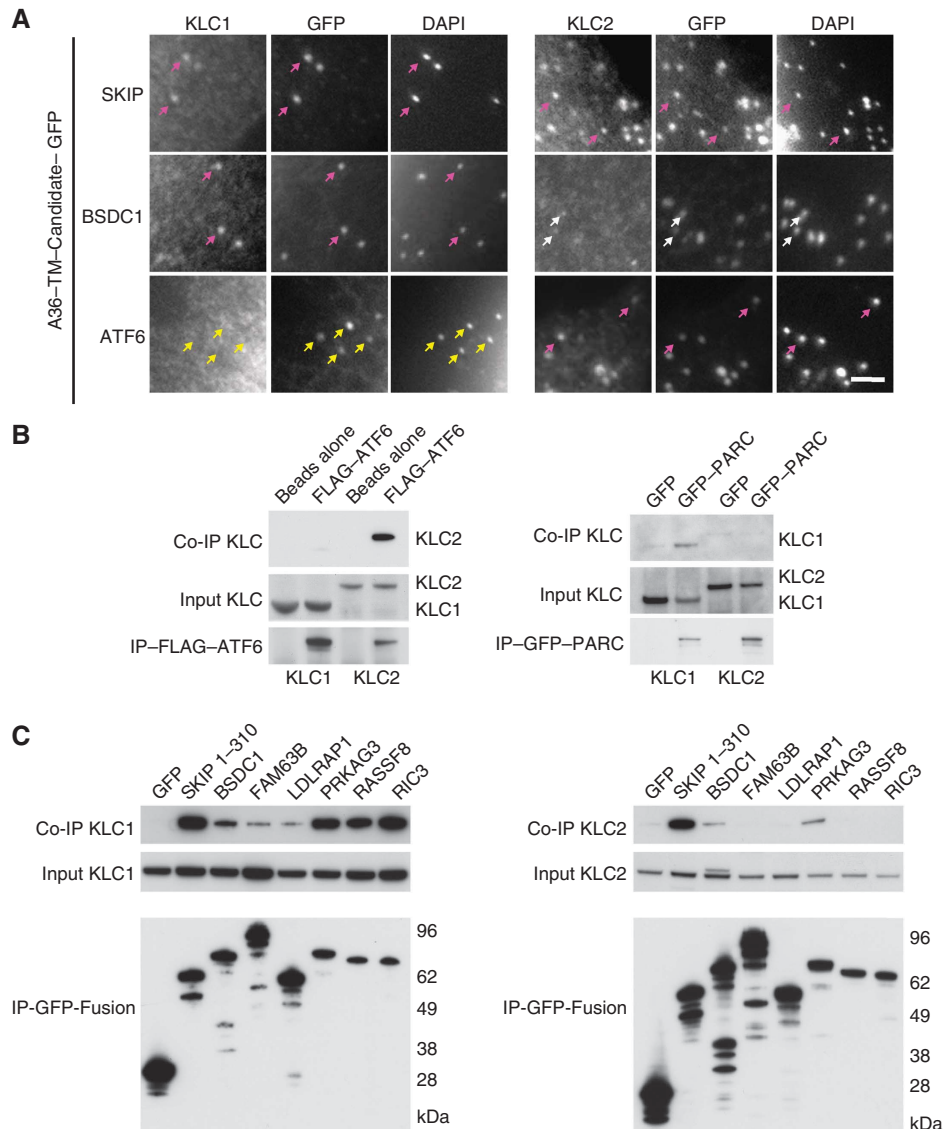 A
KLC1 GFP DAPI KLC2 GFP DAPI
A36–TM–Candidate– GFP
SKIP
BSDC1
ATF6
B
Beads alone FLAG–ATF6 Beads alone FLAG–ATF6
Co-IP KLC KLC2
Input KLC KLC2
KLC1
IP–FLAG–ATF6
KLC1 KLC2
GFP GFP–PARC GFP GFP–PARC
Co-IP KLC KLC1
Input KLC KLC2
KLC1
IP–GFP–PARC
KLC1 KLC2
C
GFP SKIP 1–310 BSDC1 FAM63B LDLRAP1 PRKAG3 RASSF8 RIC3
Co-IP KLC1
Input KLC1
IP-GFP-Fusion
96
62
49
38
28
kDa
GFP SKIP 1–310 BSDC1 FAM63B LDLRAP1 PRKAG3 RASSF8 RIC3
Co-IP KLC2
Input KLC2
IP-GFP-Fusion
96
62
49
38
28
kDa